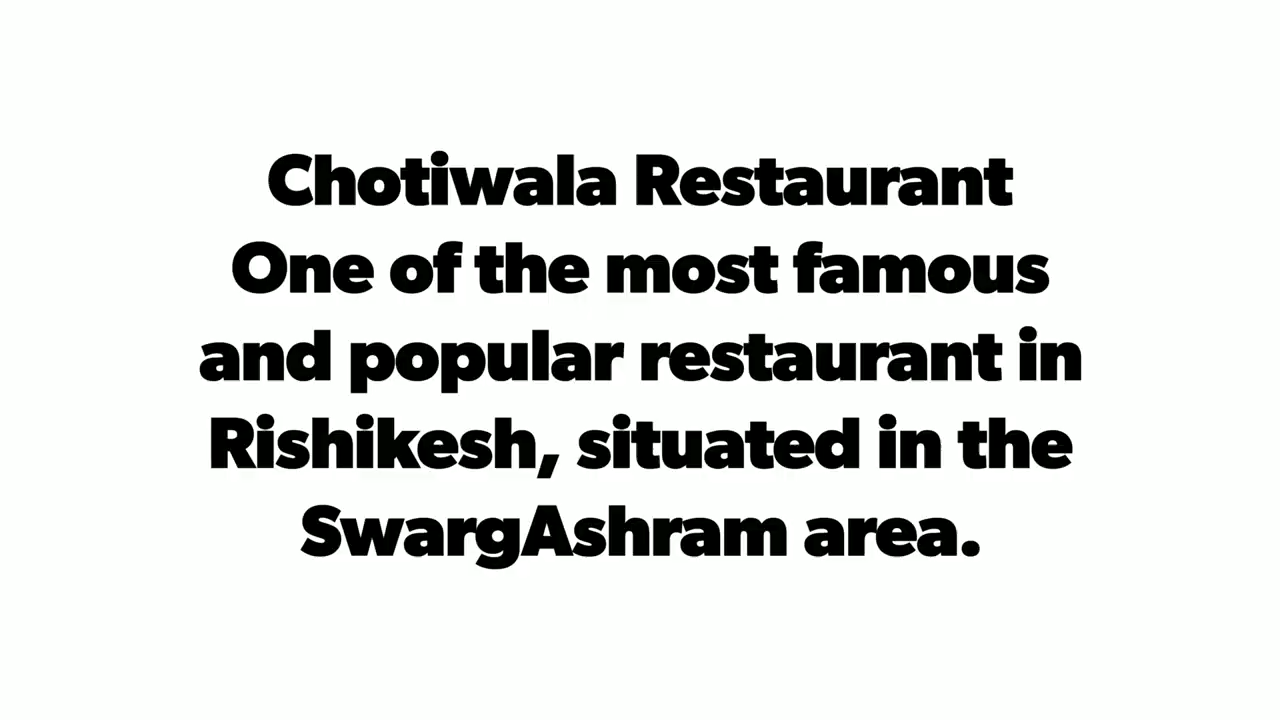 Chotiwala Restaurant
One of the most famous
and popular restaurant in
Rishikesh, situated in the
SwargAshram area.